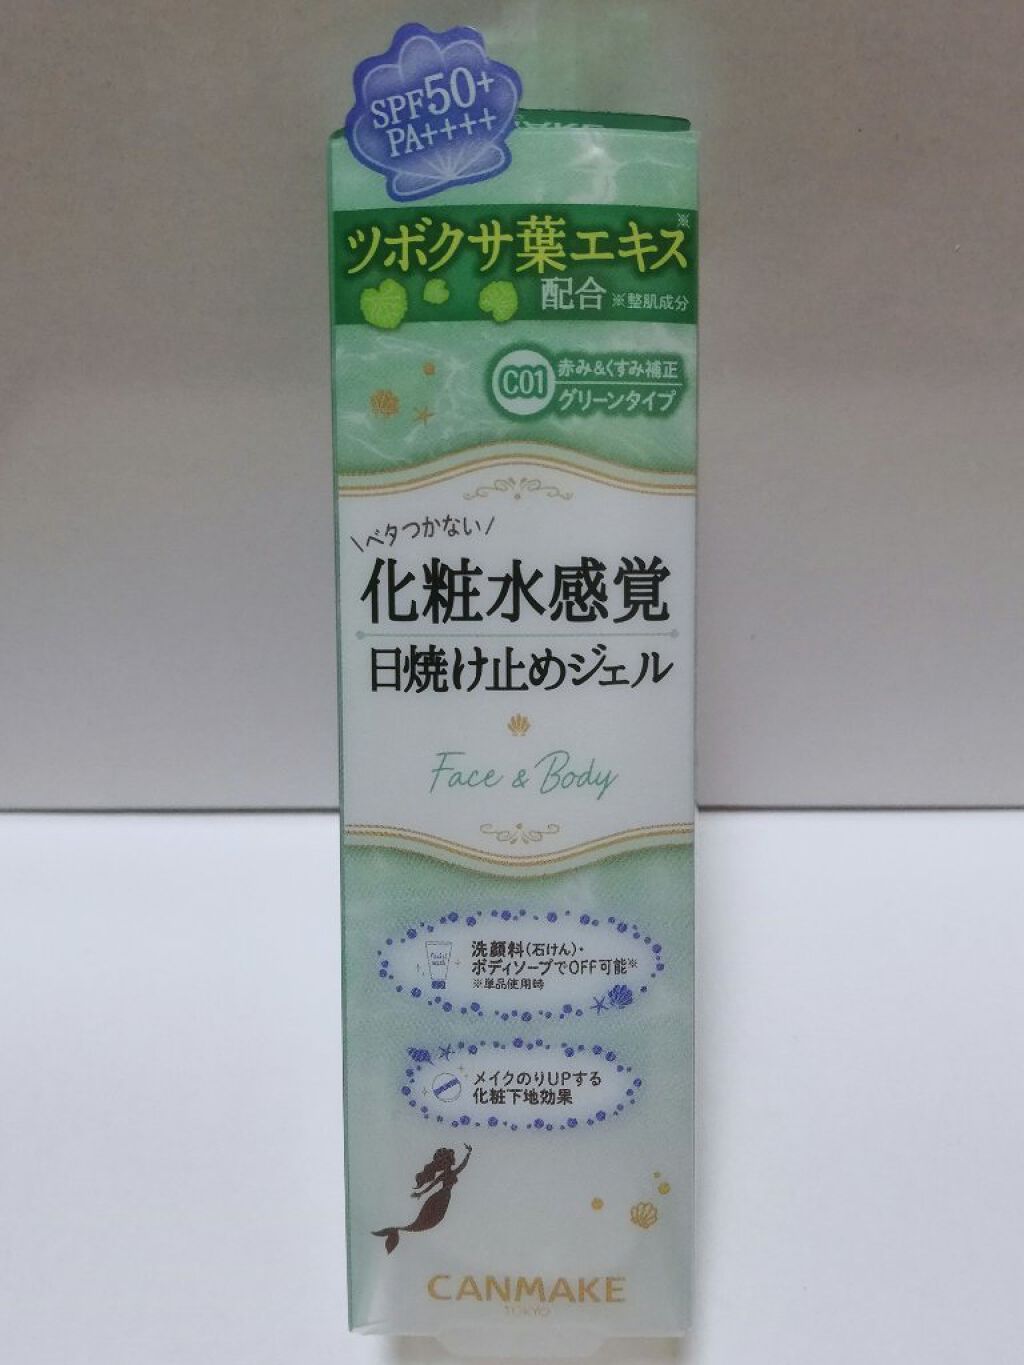 SPF50+
PA++++
ツボクサ葉エキス※
配合 ※整肌成分
C01 赤み&くすみ補正
グリーンタイプ
\ベタつかない/
化粧水感覚
日焼け止めジェル
Face & Body
洗顔料(石けん)・
ボディソープでOFF可能※
※単品使用時
メイクのりUPする
化粧下地効果
CANMAKE
TOKYO